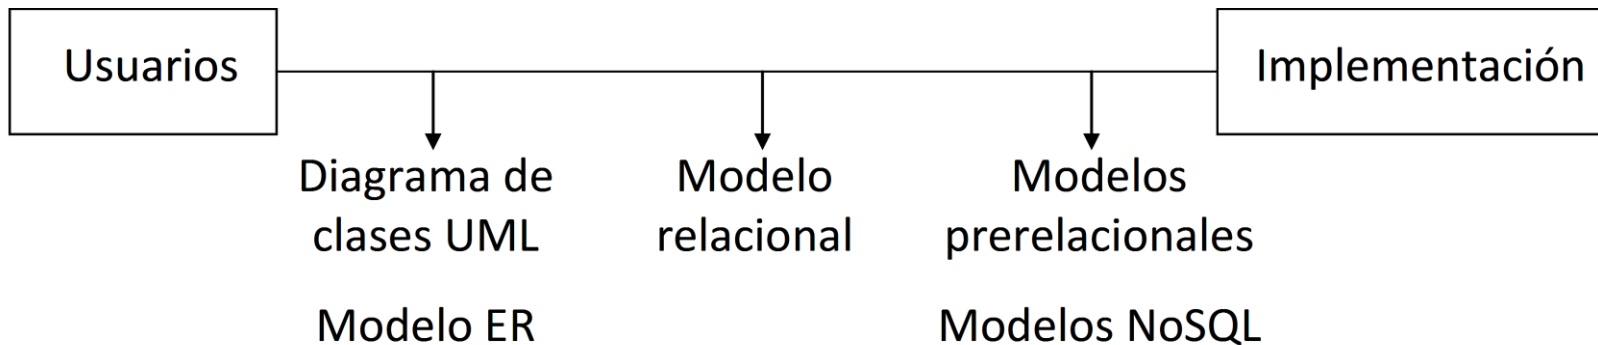 Usuarios
Implementación
Diagrama de
clases UML
Modelo
relacional
Modelos
prerelacionales
Modelo ER
Modelos NoSQL